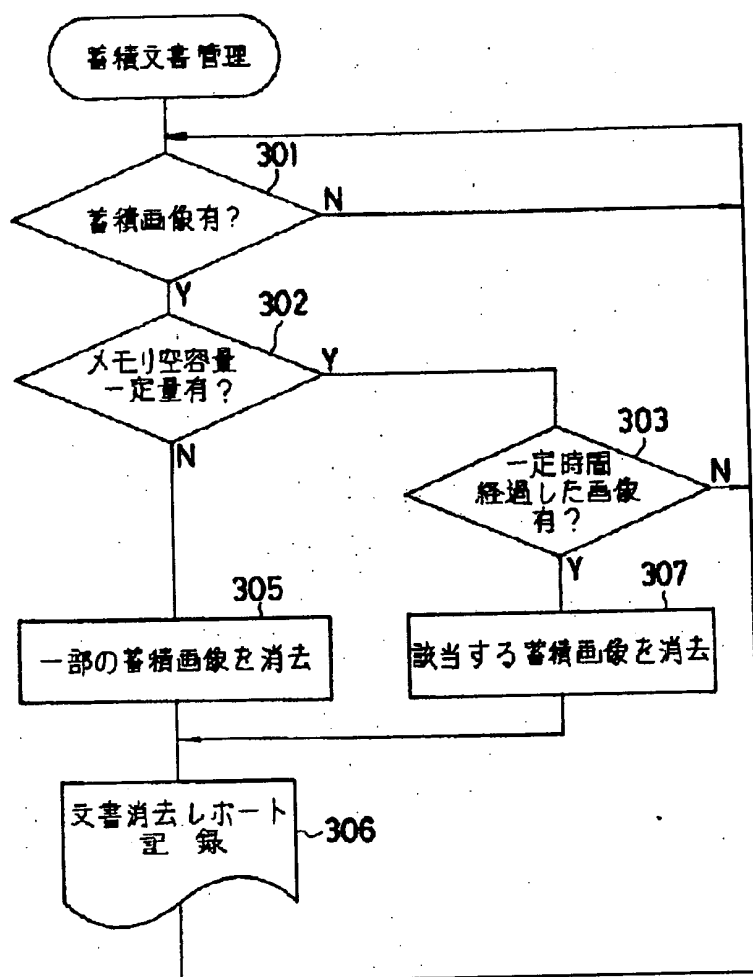 蓄積文書管理
301
蓄積画像有?
N
Y
302
メモリ空容量
一定量有?
Y
N
303
一定時間
経過した画像
有?
N
Y
305
一部の蓄積画像を消去
307
該当する蓄積画像を消去
文書消去レポート
記録
306